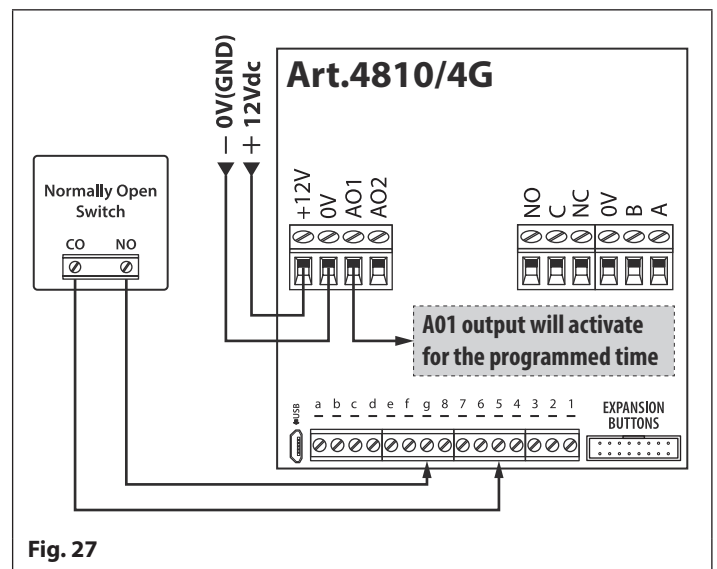 Art.4810/4G
− 0V(GND)
+ 12Vdc
Normally Open
Switch
CO NO
+12V
0V
AO1
AO2
NO
C
NC
0V
B
A
A01 output will activate
for the programmed time
USB
a b c d e f g 8 7 6 5 4 3 2 1
EXPANSION
BUTTONS
Fig. 27